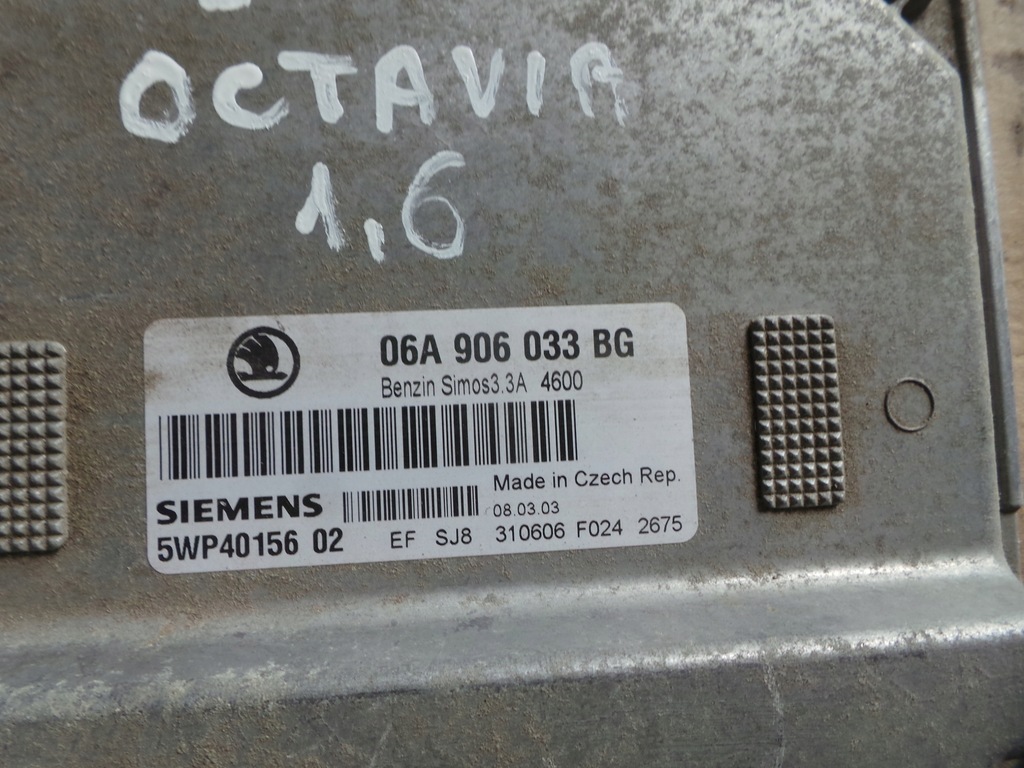 OCTAVIA
1,6
06A 906 033 BG
Benzin Simos3.3A 4600
Made in Czech Rep.
SIEMENS 08.03.03
5WP40156 02 EF SJ8 310606 F024 2675